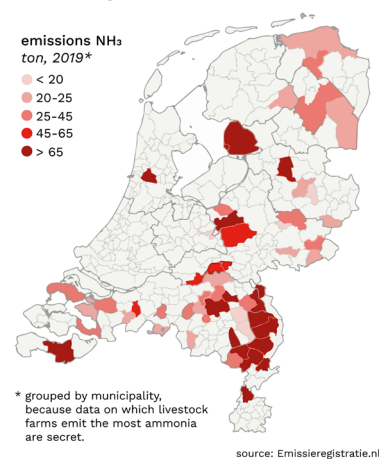 emissions NH₃
ton, 2019*
< 20
20-25
25-45
45-65
> 65
* grouped by municipality,
because data on which livestock
farms emit the most ammonia
are secret.
source: Emissieregistratie.nl